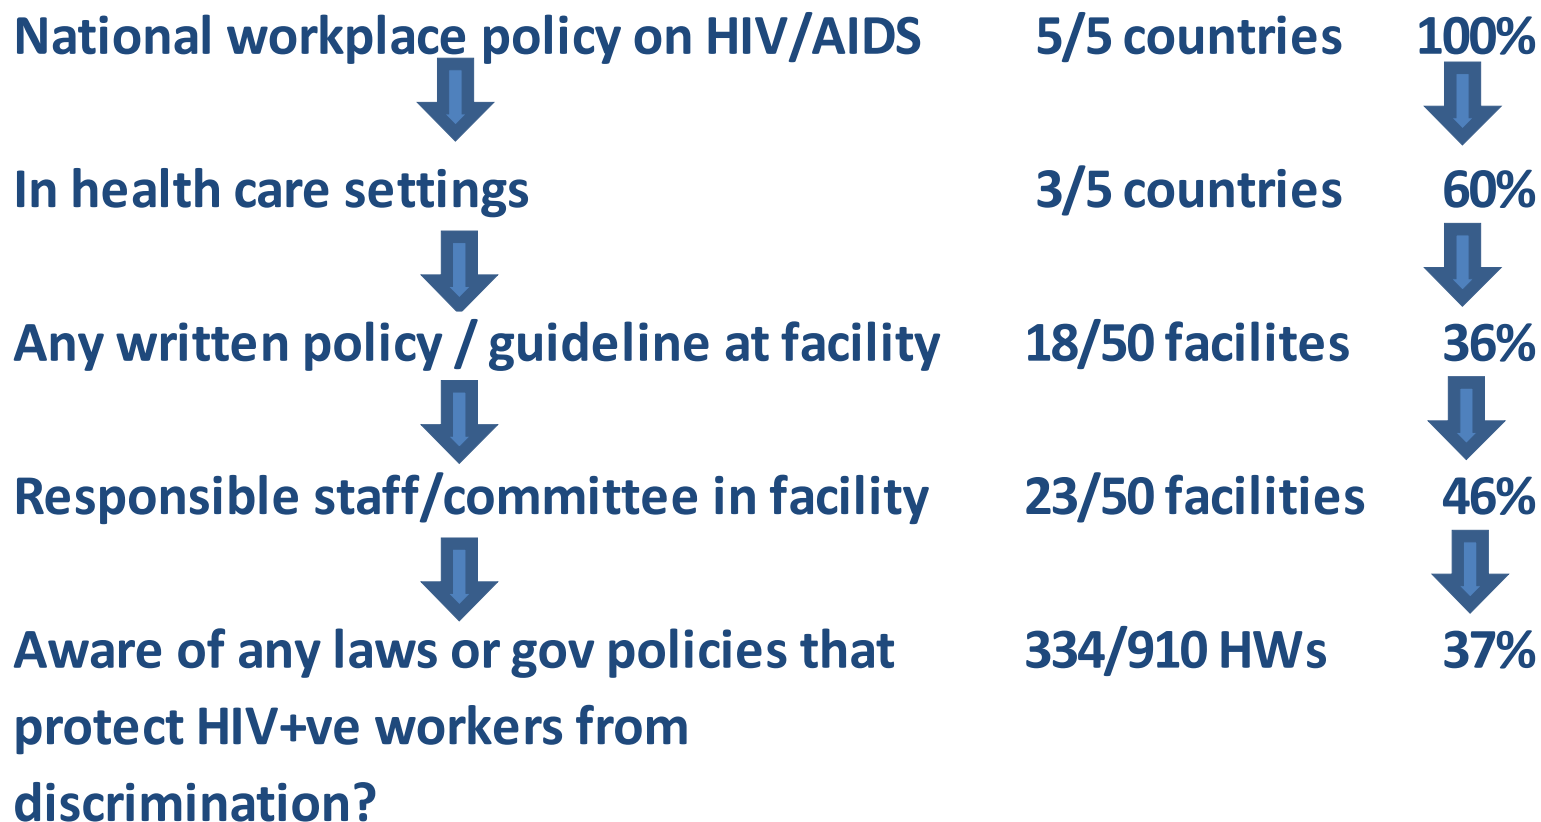 National workplace policy on HIV/AIDS 5/5 countries 100%
In health care settings 3/5 countries 60%
Any written policy / guideline at facility 18/50 facilites 36%
Responsible staff/committee in facility 23/50 facilities 46%
Aware of any laws or gov policies that 334/910 HWs 37%
protect HIV+ve workers from
discrimination?